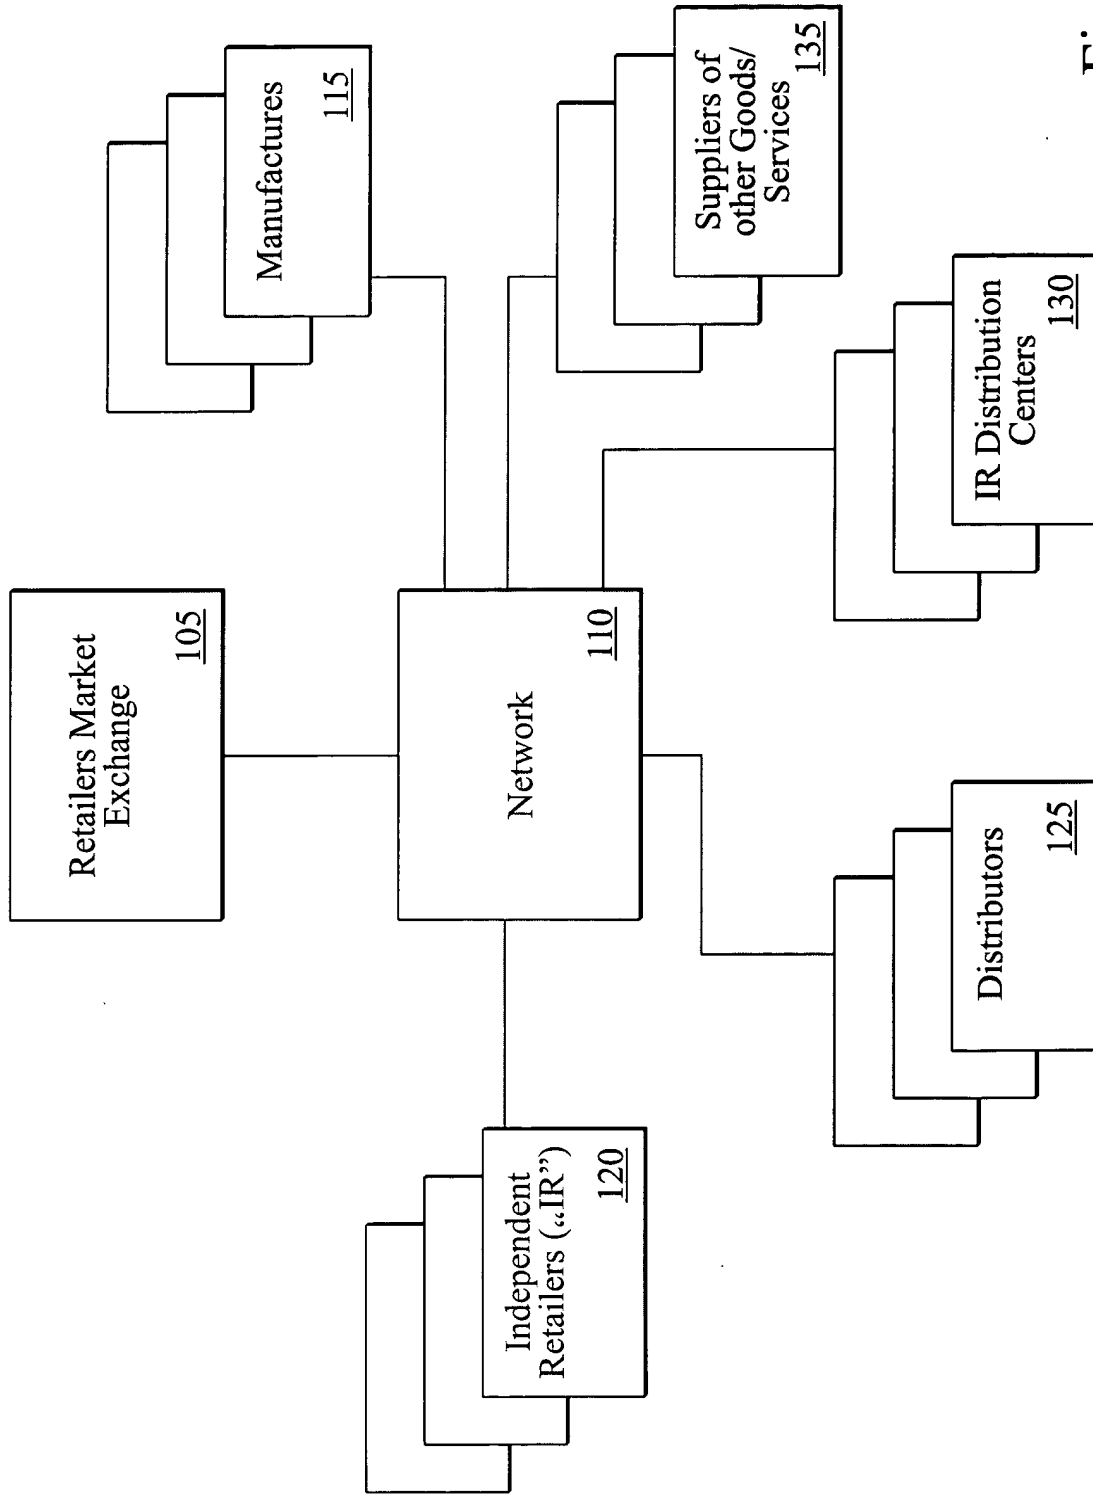 Retailers Market
Exchange
105
Manufactures
115
Network
110
Independent
Retailers („IR”)
120
Suppliers of
other Goods/
Services
135
Distributors
125
IR Distribution
Centers
130